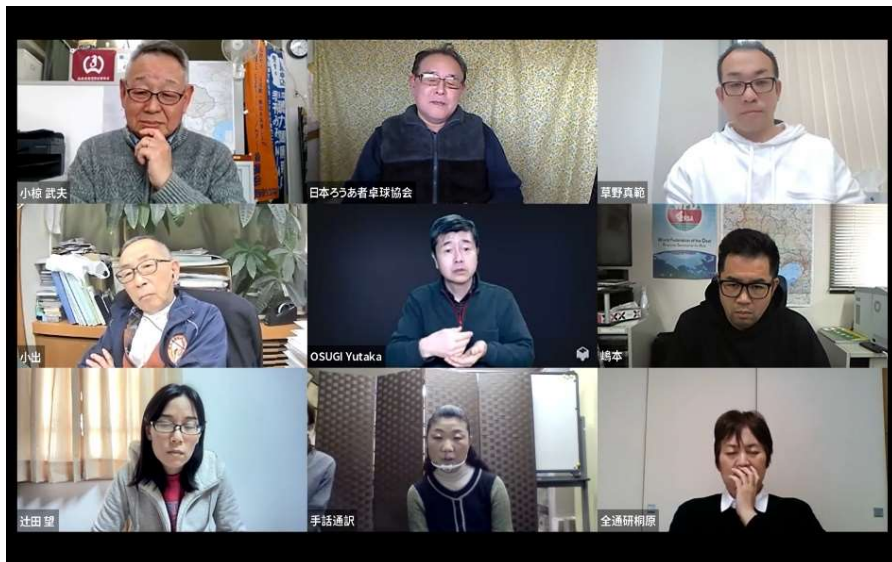 小椋 武夫
日本ろうあ者卓球協会
草野真範
World Federation of the Deaf
小出
OSUGI Yutaka
嶋本
辻田 望
手話通訳
全通研桐原